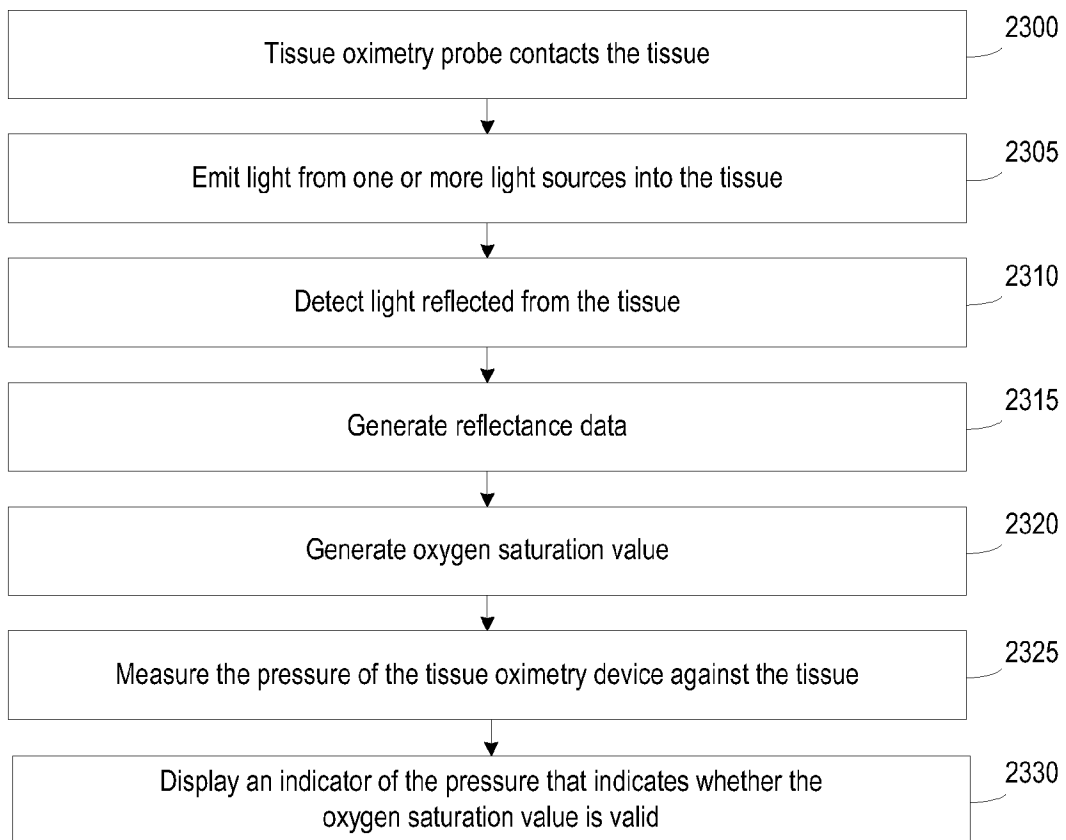 Tissue oximetry probe contacts the tissue
2300
Emit light from one or more light sources into the tissue
2305
Detect light reflected from the tissue
2310
Generate reflectance data
2315
Generate oxygen saturation value
2320
Measure the pressure of the tissue oximetry device against the tissue
2325
Display an indicator of the pressure that indicates whether the
oxygen saturation value is valid
2330